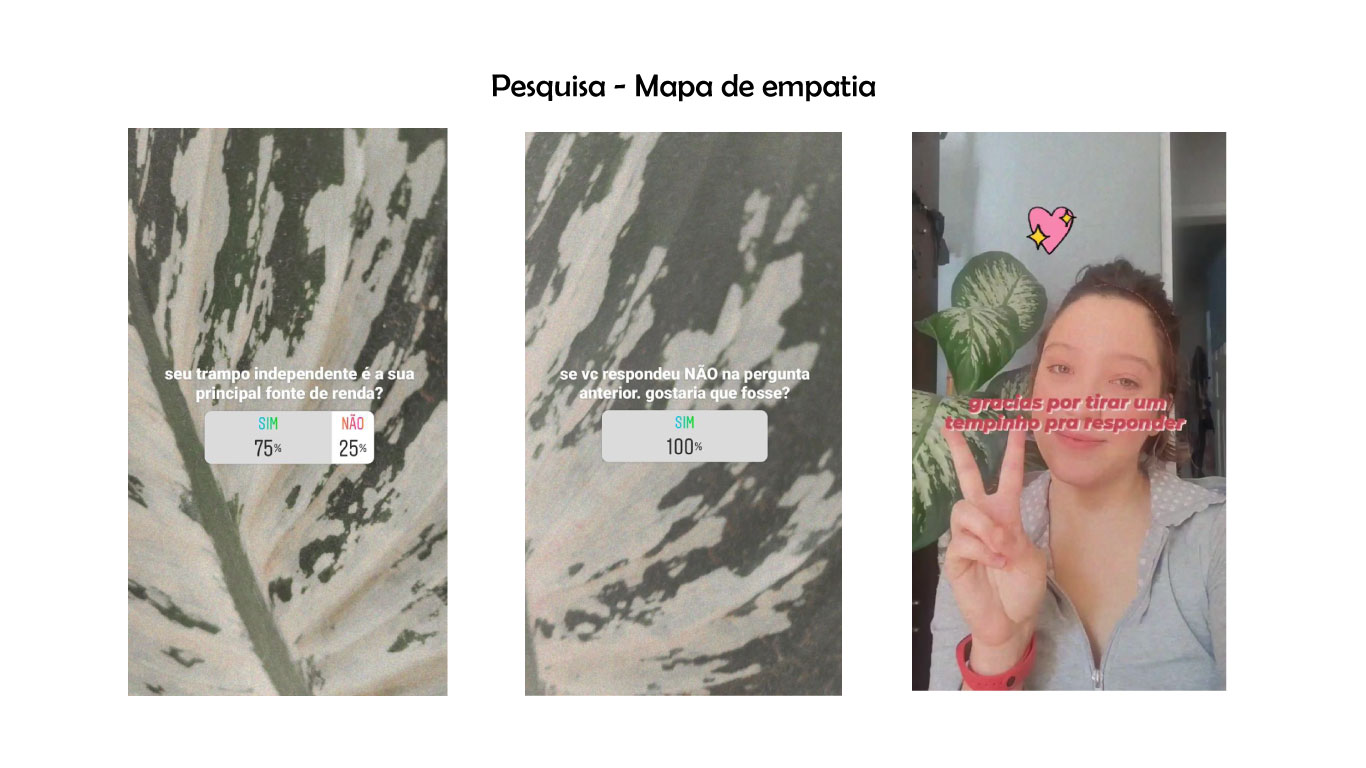 Pesquisa - Mapa de empatia
seu trampo independente é a sua
principal fonte de renda?
SIM
75%
NÃO
25%
se vc respondeu NÃO na pergunta
anterior. gostaria que fosse?
SIM
100%
gracias por tirar um
tempinho pra responder